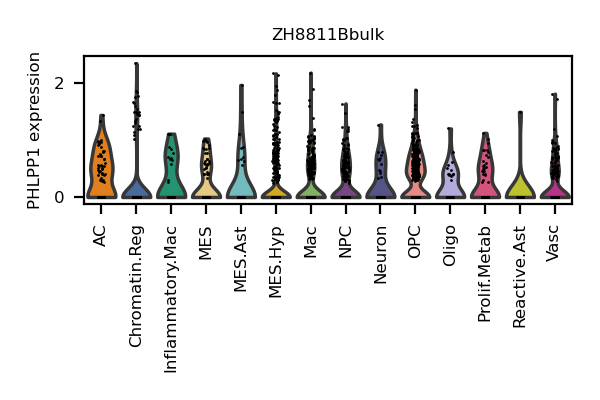 ZH8811Bbulk
PHLPP1 expression
2
0
AC
Chromatin.Reg
Inflammatory.Mac
MES
MES.Ast
MES.Hyp
Mac
NPC
Neuron
OPC
Oligo
Prolif.Metab
Reactive.Ast
Vasc